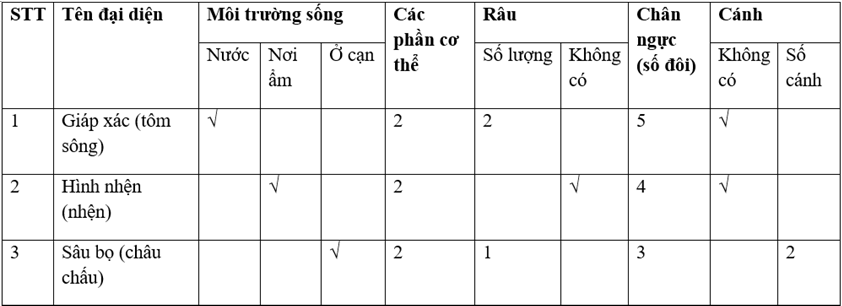 STT Tên đại diện Môi trường sống Các phần cơ thể Râu Chân ngực (số đôi) Cánh
Nước Nơi ẩm Ở cạn Số lượng Không có Không có Số cánh
1 Giáp xác (tôm sông) √ 2 2 5 √
2 Hình nhện (nhện) √ 2 √ 4 √
3 Sâu bọ (châu chấu) √ 2 1 3 2